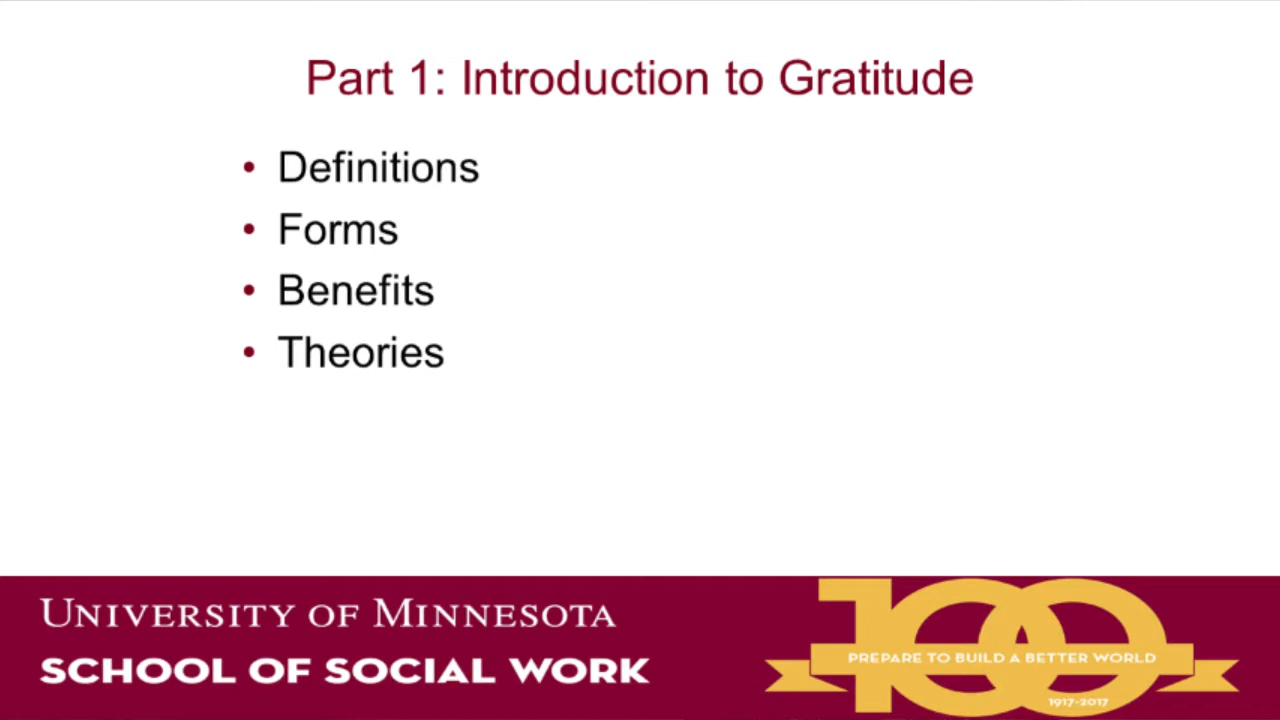 Part 1: Introduction to Gratitude
• Definitions
• Forms
• Benefits
• Theories
UNIVERSITY OF MINNESOTA
SCHOOL OF SOCIAL WORK
100
PREPARE TO BUILD A BETTER WORLD
1917-2017